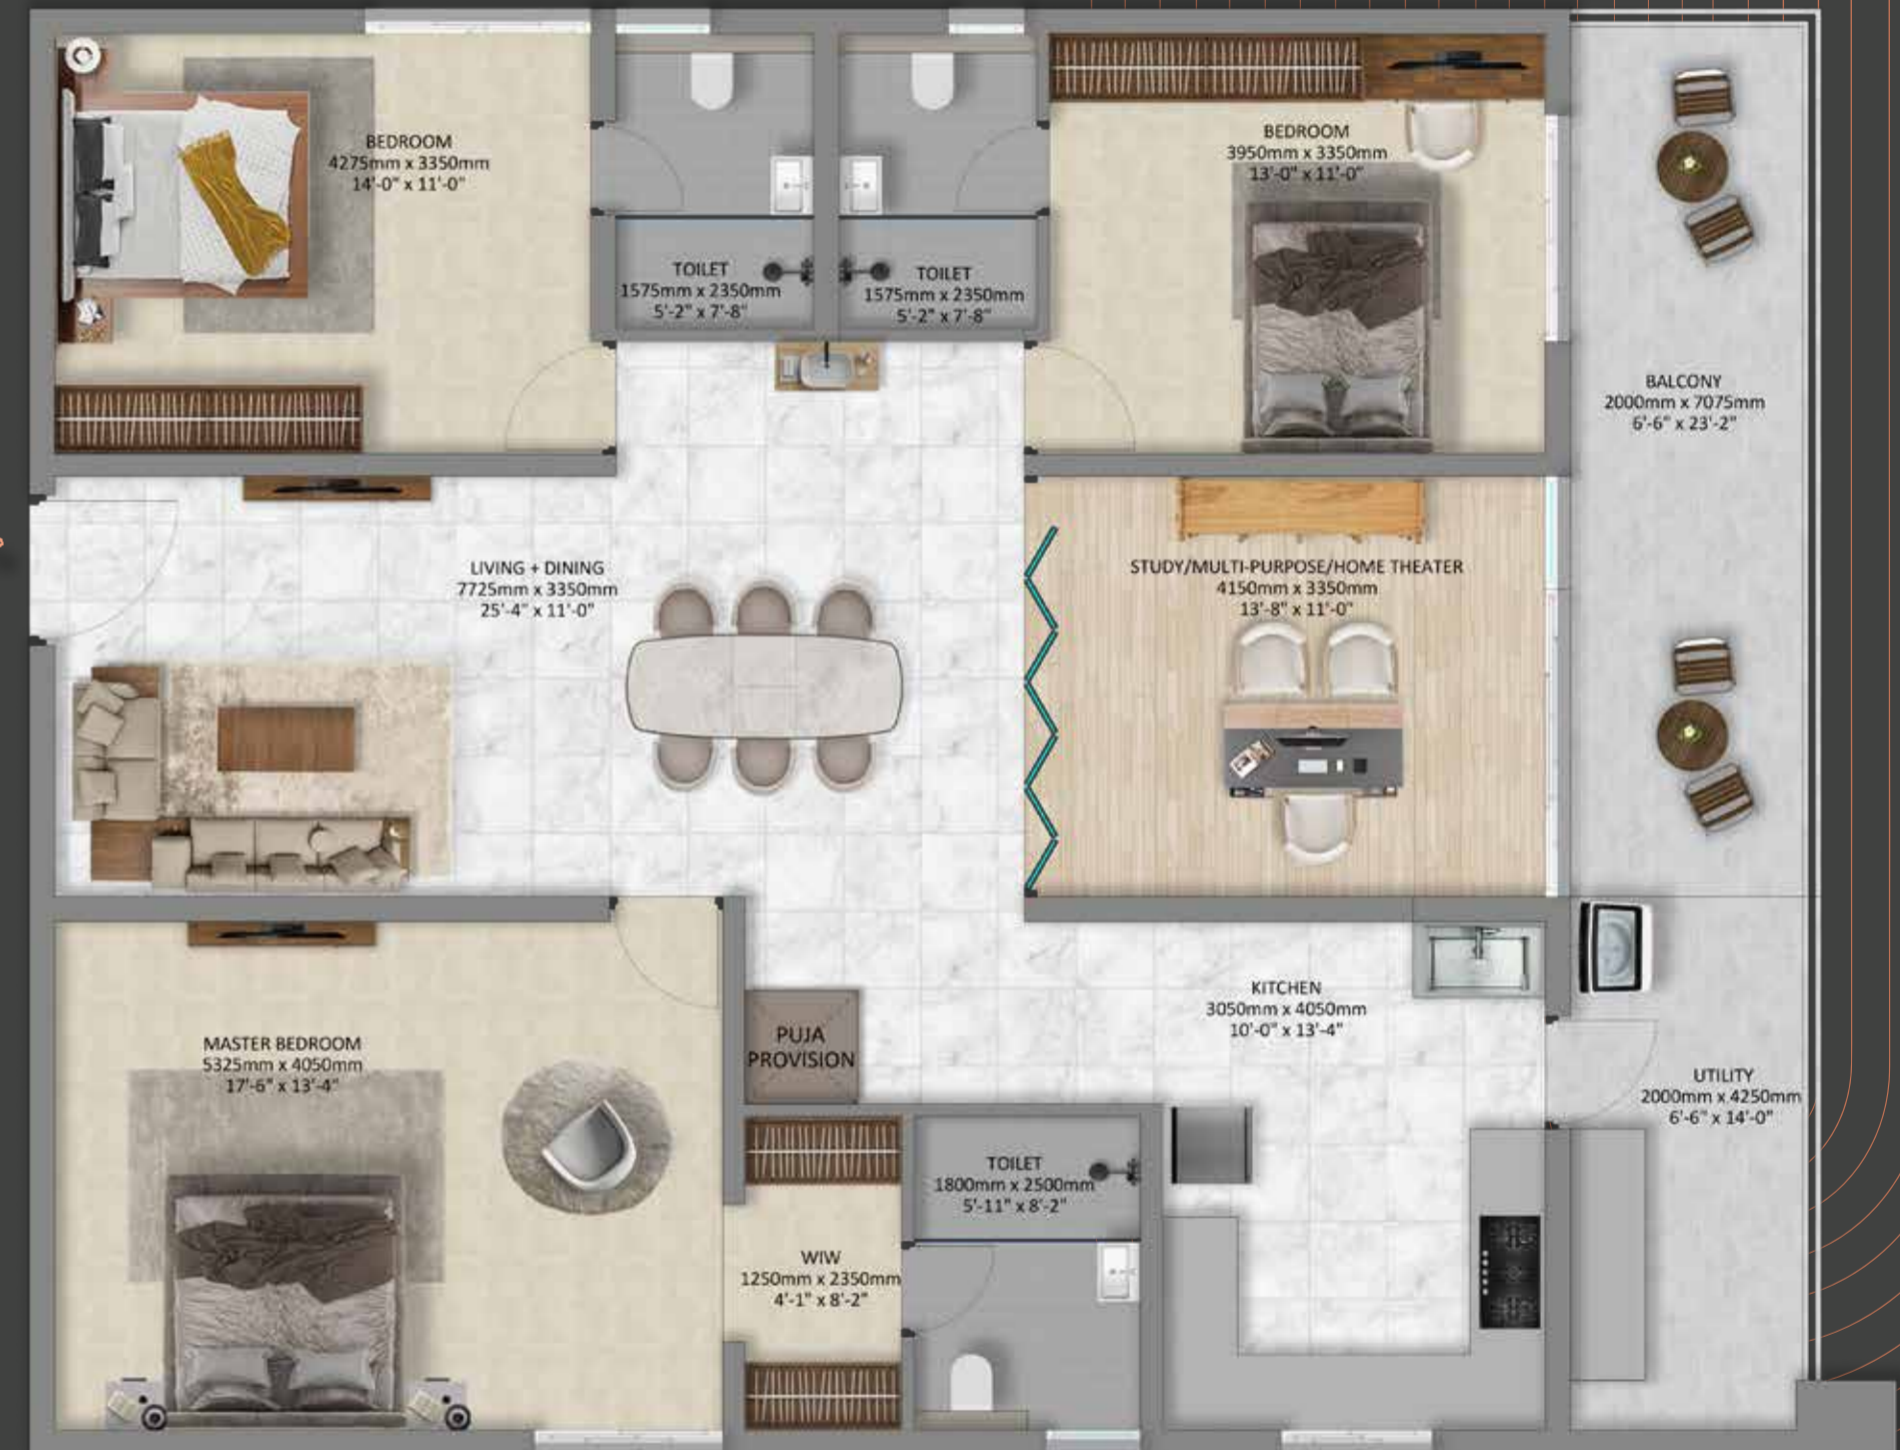 BEDROOM
4275mm x 3350mm
14'-0" x 11'-0"
BEDROOM
3950mm x 3350mm
13'-0" x 11'-0"
TOILET
1575mm x 2350mm
5'-2" x 7'-8"
TOILET
1575mm x 2350mm
5'-2" x 7'-8"
BALCONY
2000mm x 7075mm
6'-6" x 23'-2"
LIVING + DINING
7725mm x 3350mm
25'-4" x 11'-0"
STUDY/MULTI-PURPOSE/HOME THEATER
4150mm x 3350mm
13'-8" x 11'-0"
KITCHEN
3050mm x 4050mm
10'-0" x 13'-4"
MASTER BEDROOM
5325mm x 4050mm
17'-6" x 13'-4"
PUJA
PROVISION
UTILITY
2000mm x 4250mm
6'-6" x 14'-0"
TOILET
1800mm x 2500mm
5'-11" x 8'-2"
WIW
1250mm x 2350mm
4'-1" x 8'-2"